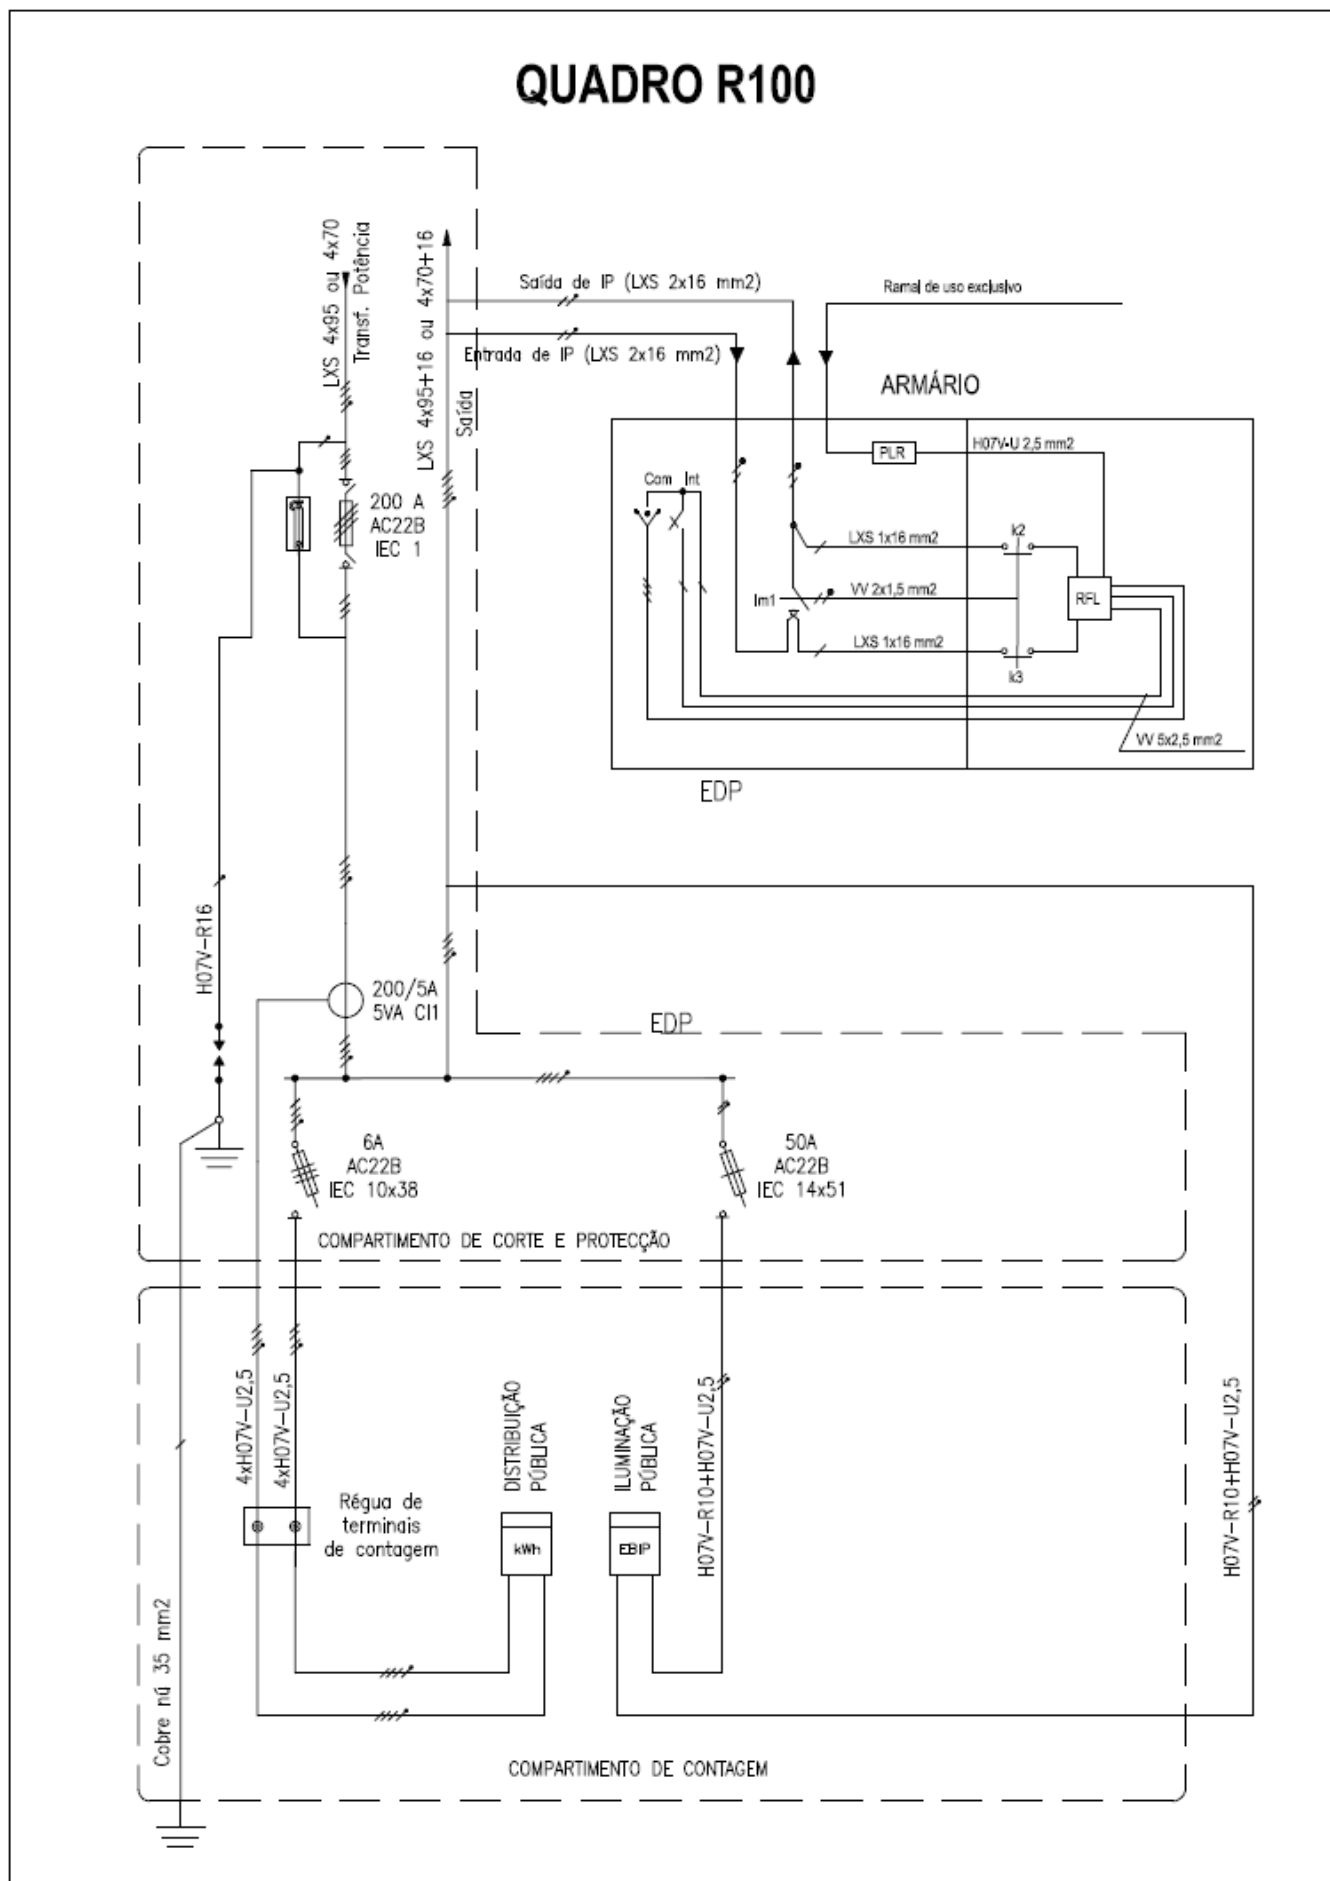 QUADRO R100
LXS 4x95 ou 4x70
Transf. Potência
LXS 4x95+16 ou 4x70+16
Saída
Saída de IP (LXS 2x16 mm2)
Entrada de IP (LXS 2x16 mm2)
Ramal de uso exclusivo
ARMÁRIO
PLR
H07V-U 2,5 mm2
Com Int
200 A
AC22B
IEC 1
LXS 1x16 mm2
k2
Im1
VV 2x1,5 mm2
RFL
LXS 1x16 mm2
k3
VV 5x2,5 mm2
EDP
H07V-R16
200/5A
5VA Cl1
EDP
6A
AC22B
IEC 10x38
50A
AC22B
IEC 14x51
COMPARTIMENTO DE CORTE E PROTECÇÃO
4xH07V-U2,5
4xH07V-U2,5
DISTRIBUIÇÃO
PÚBLICA
ILUMINAÇÃO
PÚBLICA
H07V-R10+H07V-U2,5
H07V-R10+H07V-U2,5
Régua de
terminais
de contagem
kWh
EBIP
Cobre nú 35 mm2
COMPARTIMENTO DE CONTAGEM